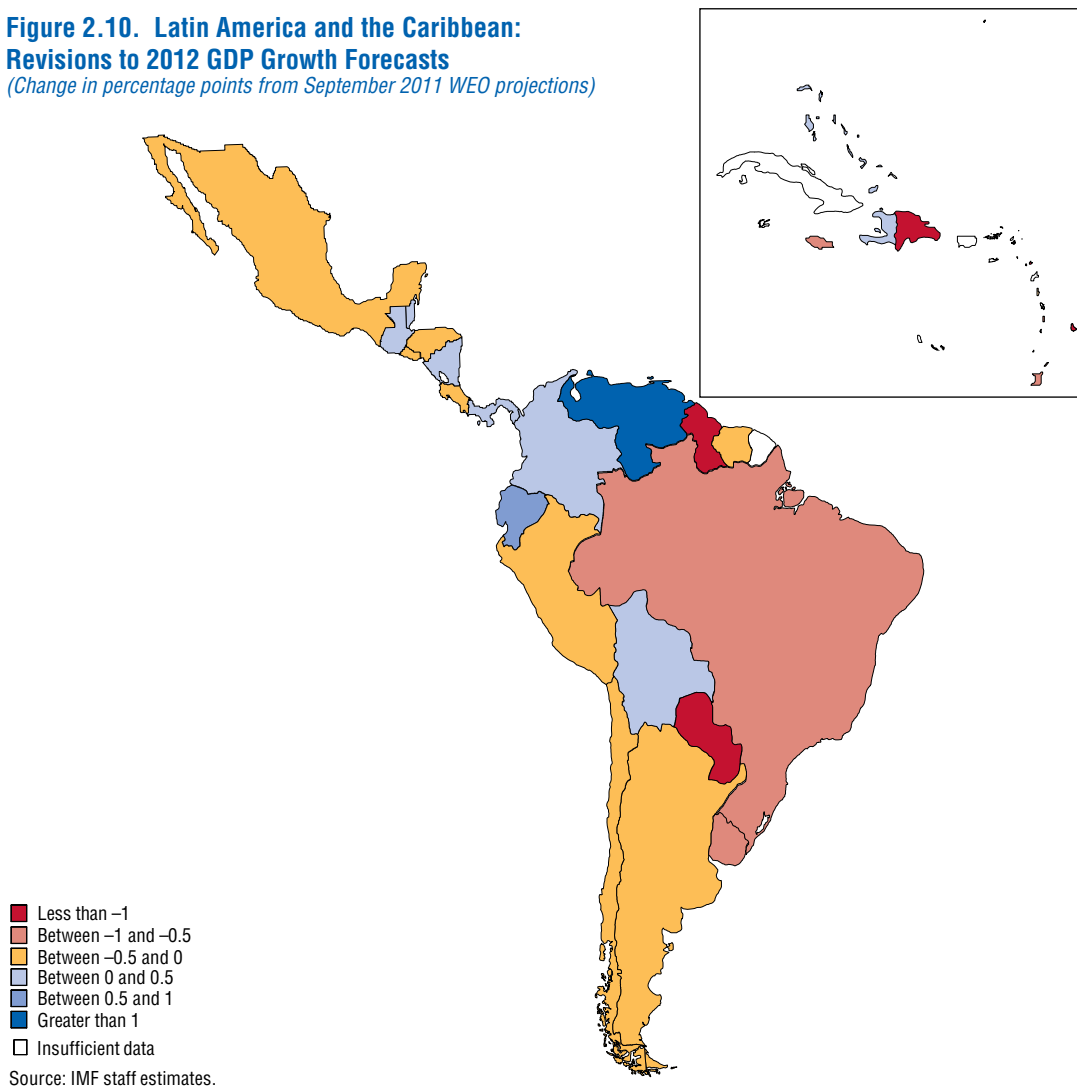 Figure 2.10. Latin America and the Caribbean:
Revisions to 2012 GDP Growth Forecasts
(Change in percentage points from September 2011 WEO projections)
Less than –1
Between –1 and –0.5
Between –0.5 and 0
Between 0 and 0.5
Between 0.5 and 1
Greater than 1
Insufficient data
Source: IMF staff estimates.